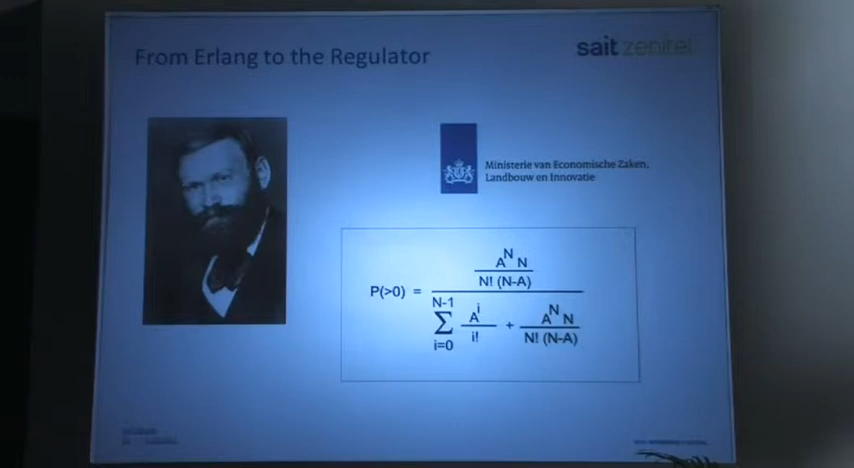 From Erlang to the Regulator
sait zenitel
Ministerie van Economische Zaken,
Landbouw en Innovatie
A^N N
N! (N-A)
P(>0) =
N-1
∑ A^i + A^N N
i=0 i! N! (N-A)